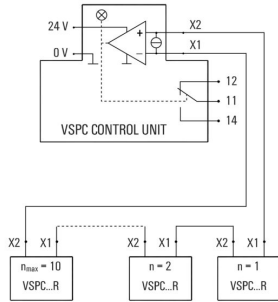 24 V
X2
0 V
X1
+
−
12
11
14
VSPC CONTROL UNIT
X2 X1 X2 X1 X2 X1
nmax = 10 n = 2 n = 1
VSPC...R VSPC...R VSPC...R